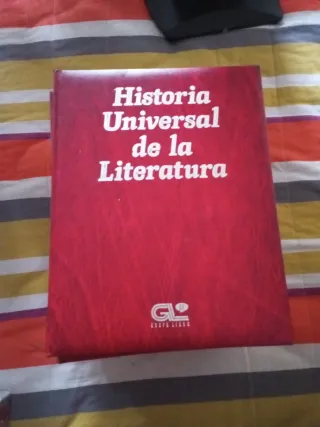 Historia
Universal
de la
Literatura
GL